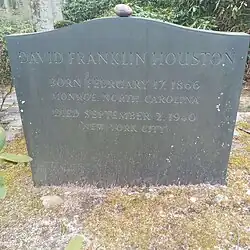 DAVID FRANKLIN HOUSTON
BORN FEBRUARY 17, 1866
MONROE, NORTH CAROLINA
DIED SEPTEMBER 2, 1940
NEW YORK CITY